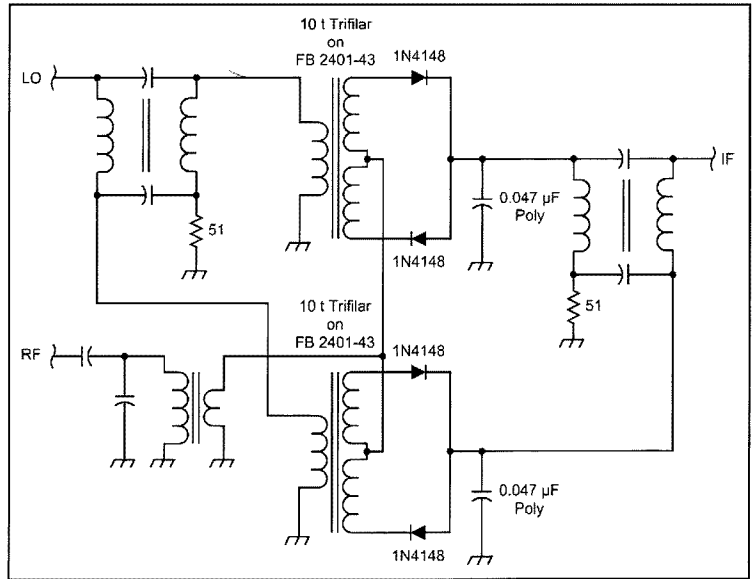 10 t Trifilar
on
FB 2401-43
1N4148
LO
IF
0.047 µF
Poly
51
1N4148
51
10 t Trifilar
on
FB 2401-43
1N4148
RF
0.047 µF
Poly
1N4148